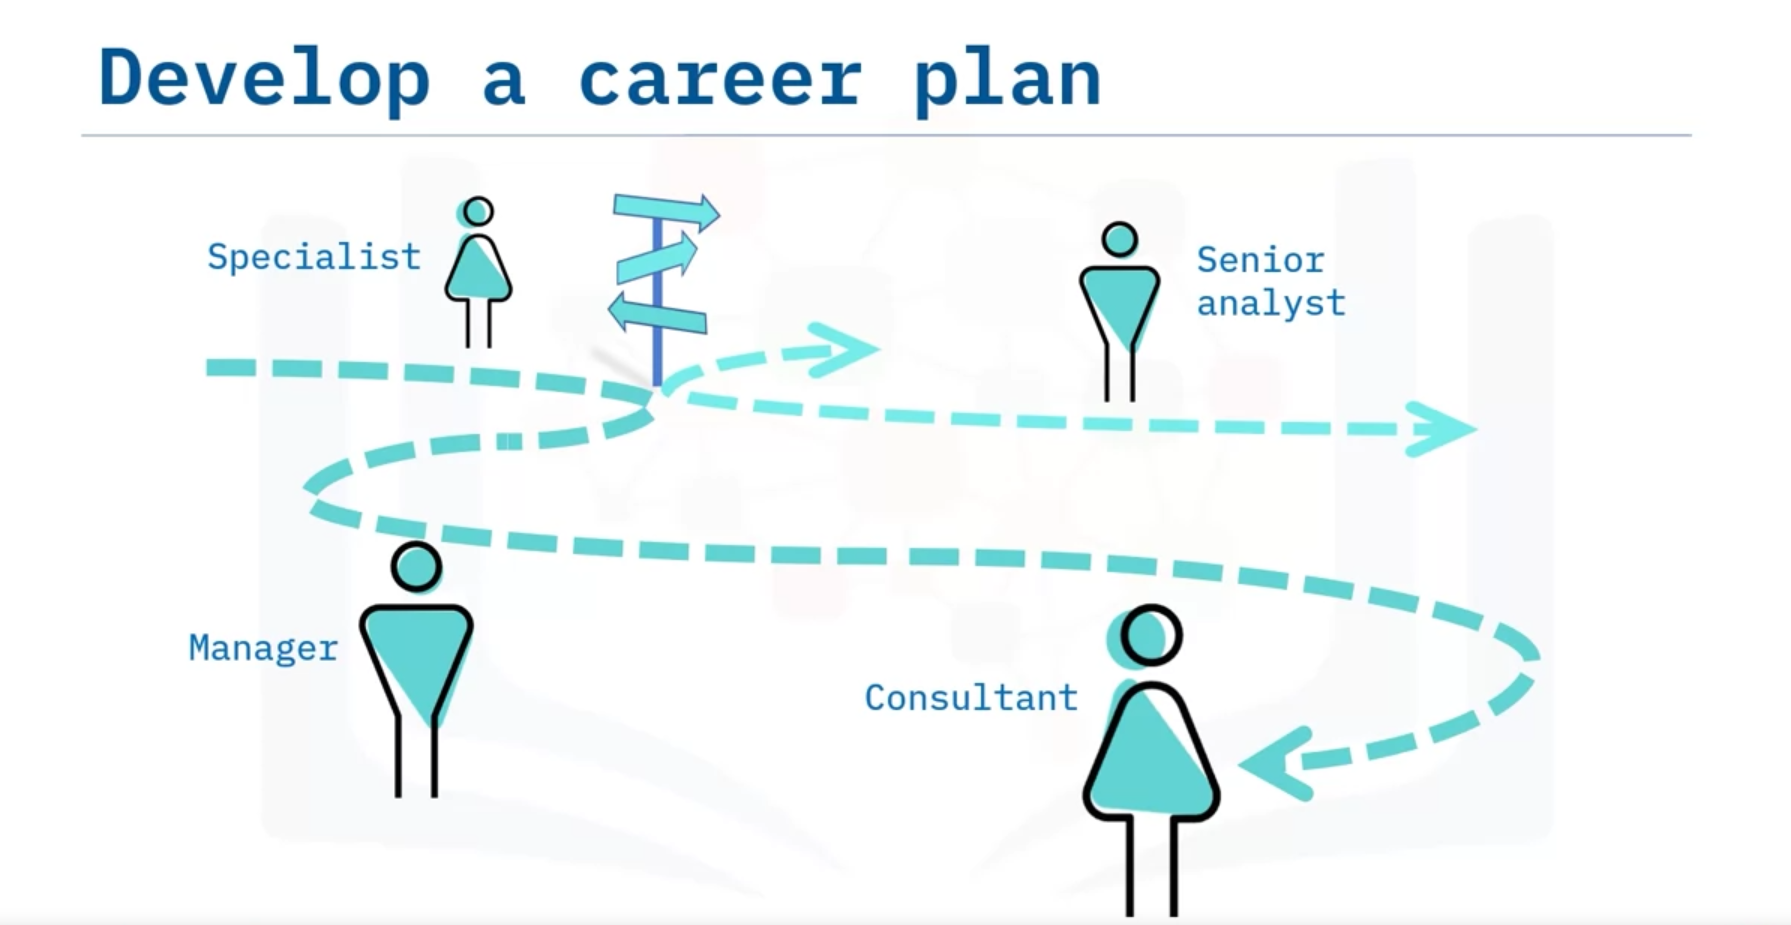 Develop a career plan
Specialist
Senior
analyst
Manager
Consultant